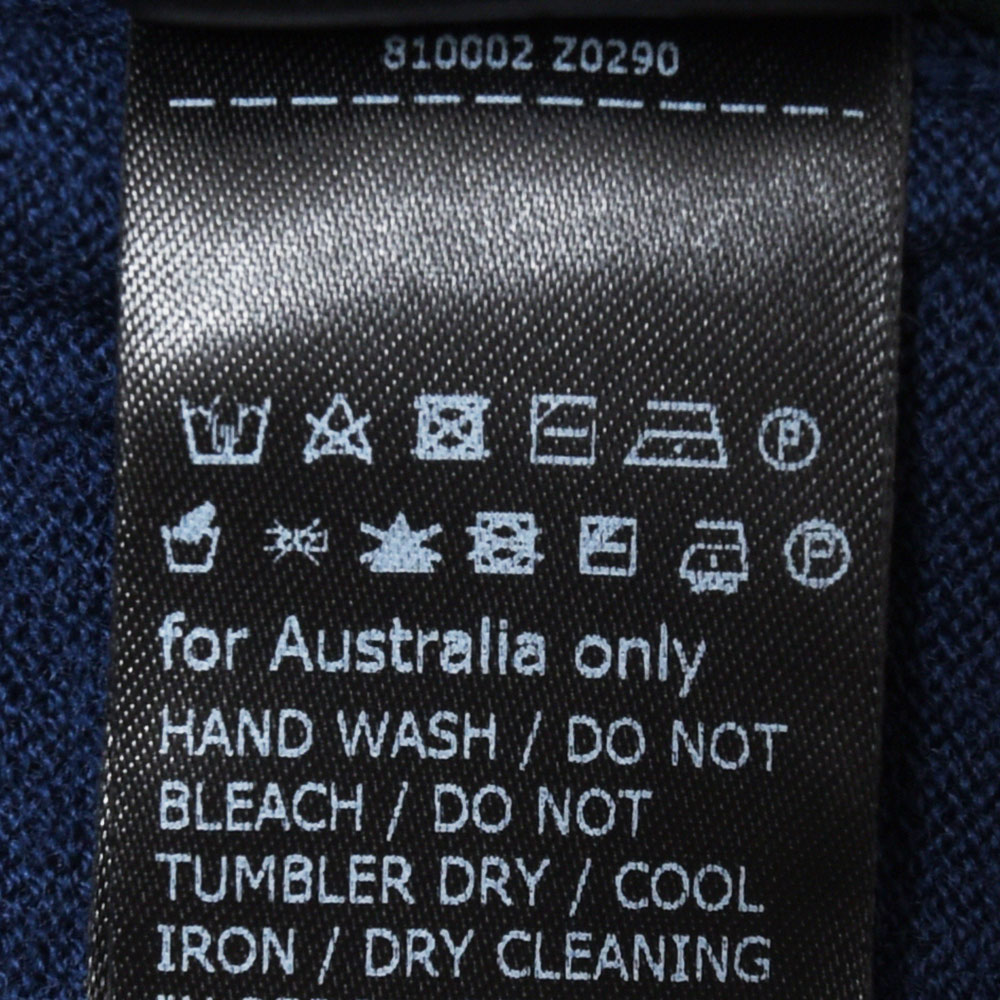 810002 Z0290
for Australia only
HAND WASH / DO NOT
BLEACH / DO NOT
TUMBLER DRY / COOL
IRON / DRY CLEANING